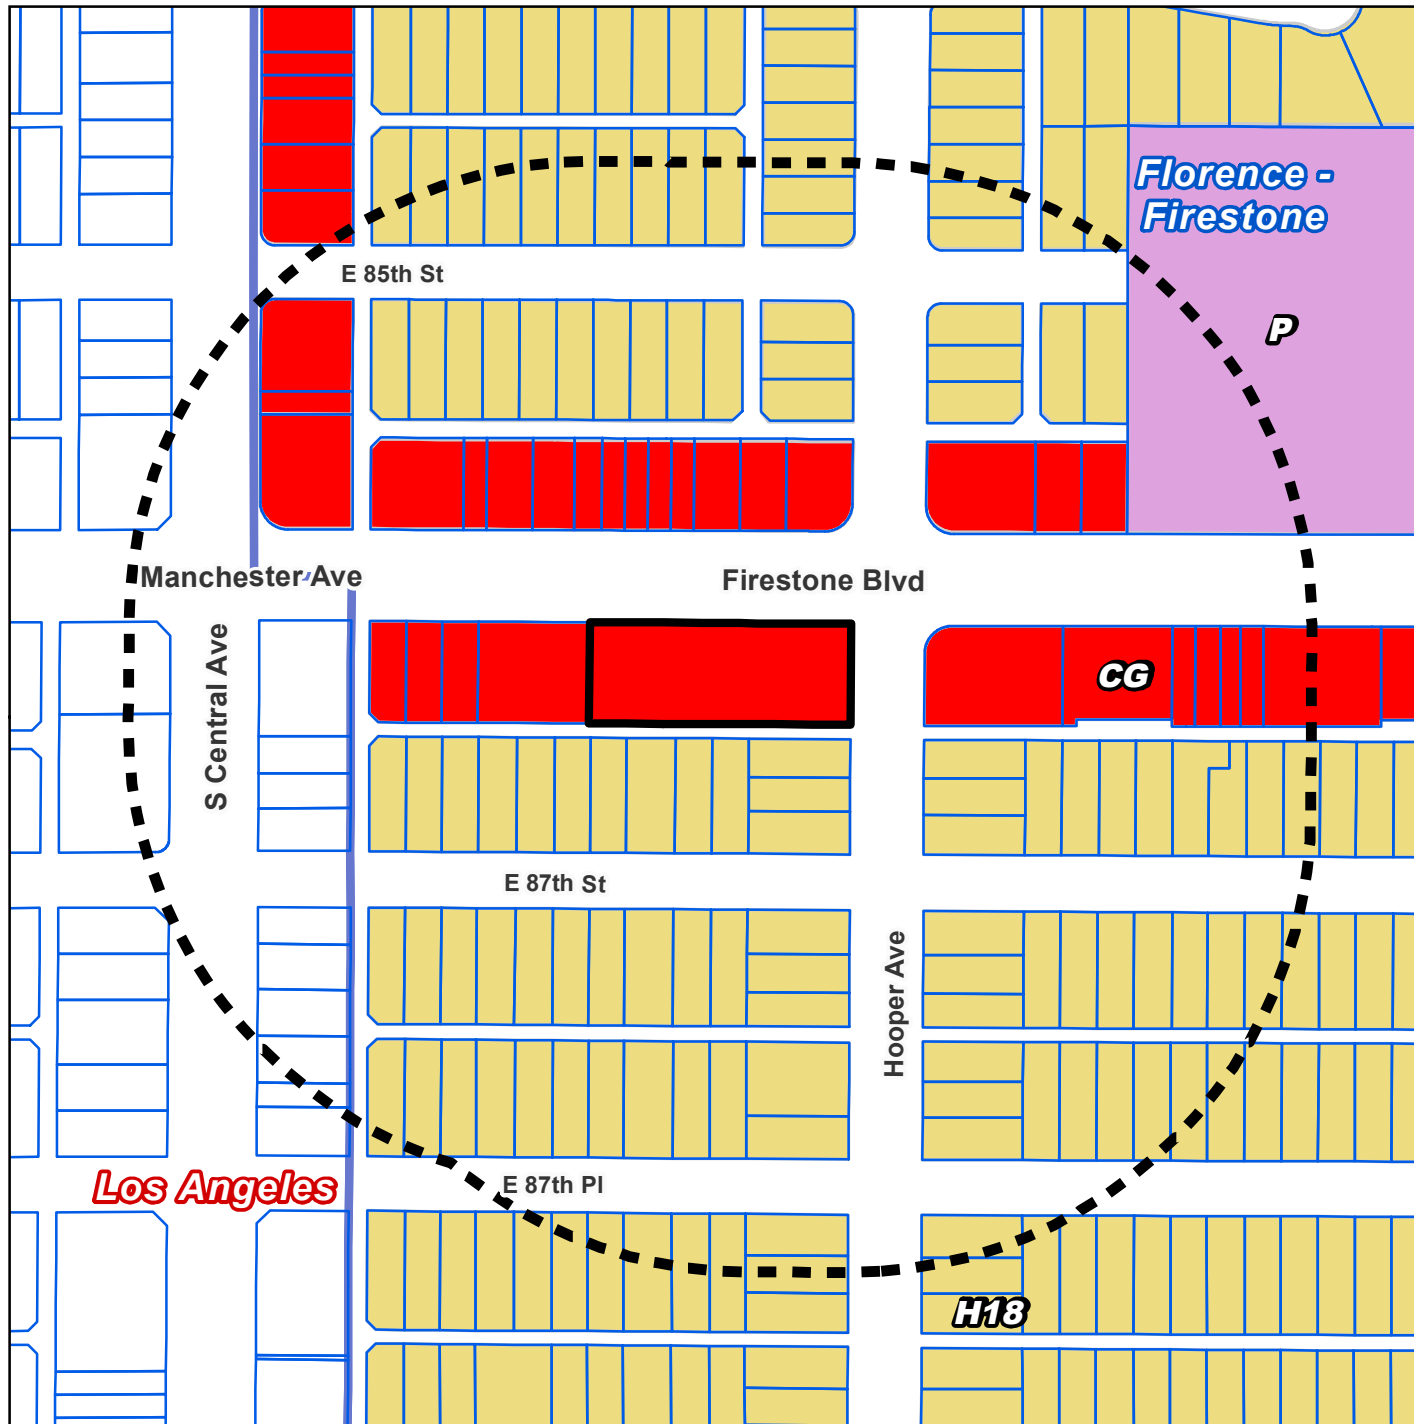 Florence -
Firestone
E 85th St
P
Manchester Ave
Firestone Blvd
S Central Ave
CG
E 87th St
Hooper Ave
Los Angeles
E 87th Pl
H18